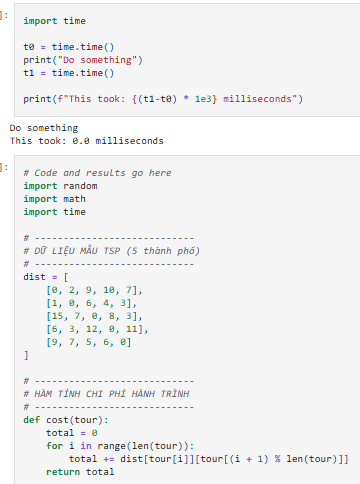 ]:
import time
t0 = time.time()
print("Do something")
t1 = time.time()
print(f"This took: {(t1-t0) * 1e3} milliseconds")
Do something
This took: 0.0 milliseconds
]:
# Code and results go here
import random
import math
import time
# ---------------------------
# DỮ LIỆU MẪU TSP (5 thành phố)
# ---------------------------
dist = [
    [0, 2, 9, 10, 7],
    [1, 0, 6, 4, 3],
    [15, 7, 0, 8, 3],
    [6, 3, 12, 0, 11],
    [9, 7, 5, 6, 0]
]
# ---------------------------
# HÀM TÍNH CHI PHÍ HÀNH TRÌNH
# ---------------------------
def cost(tour):
    total = 0
    for i in range(len(tour)):
        total += dist[tour[i]][tour[(i + 1) % len(tour)]]
    return total